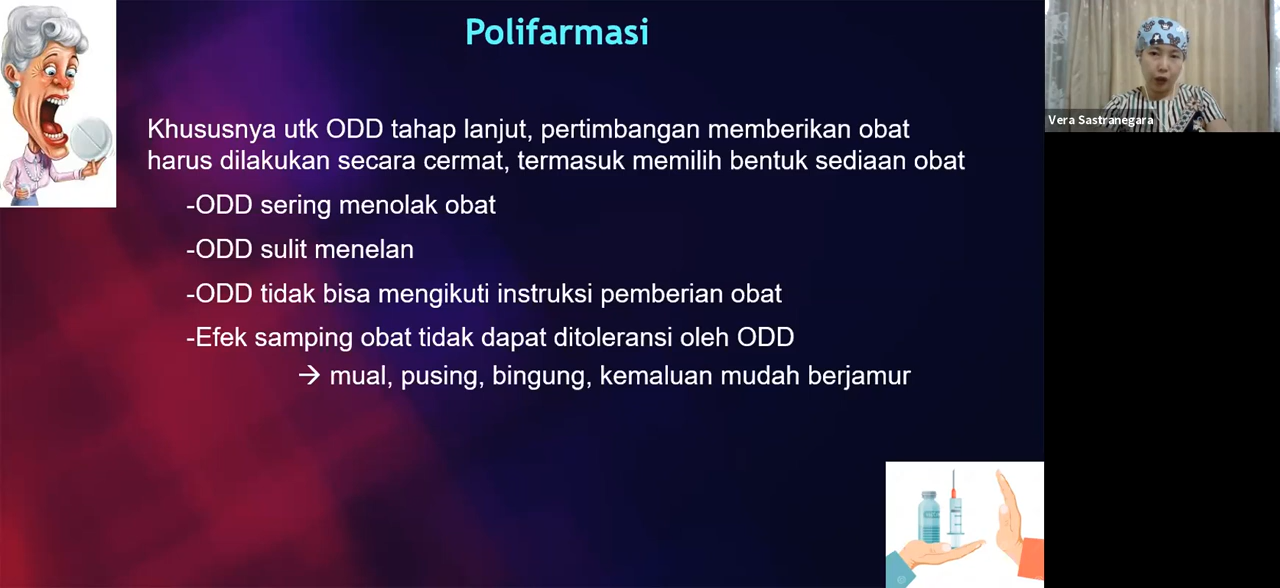 Polifarmasi
Khususnya utk ODD tahap lanjut, pertimbangan memberikan obat
harus dilakukan secara cermat, termasuk memilih bentuk sediaan obat
-ODD sering menolak obat
-ODD sulit menelan
-ODD tidak bisa mengikuti instruksi pemberian obat
-Efek samping obat tidak dapat ditoleransi oleh ODD
→ mual, pusing, bingung, kemaluan mudah berjamur
Vera Sastranegara